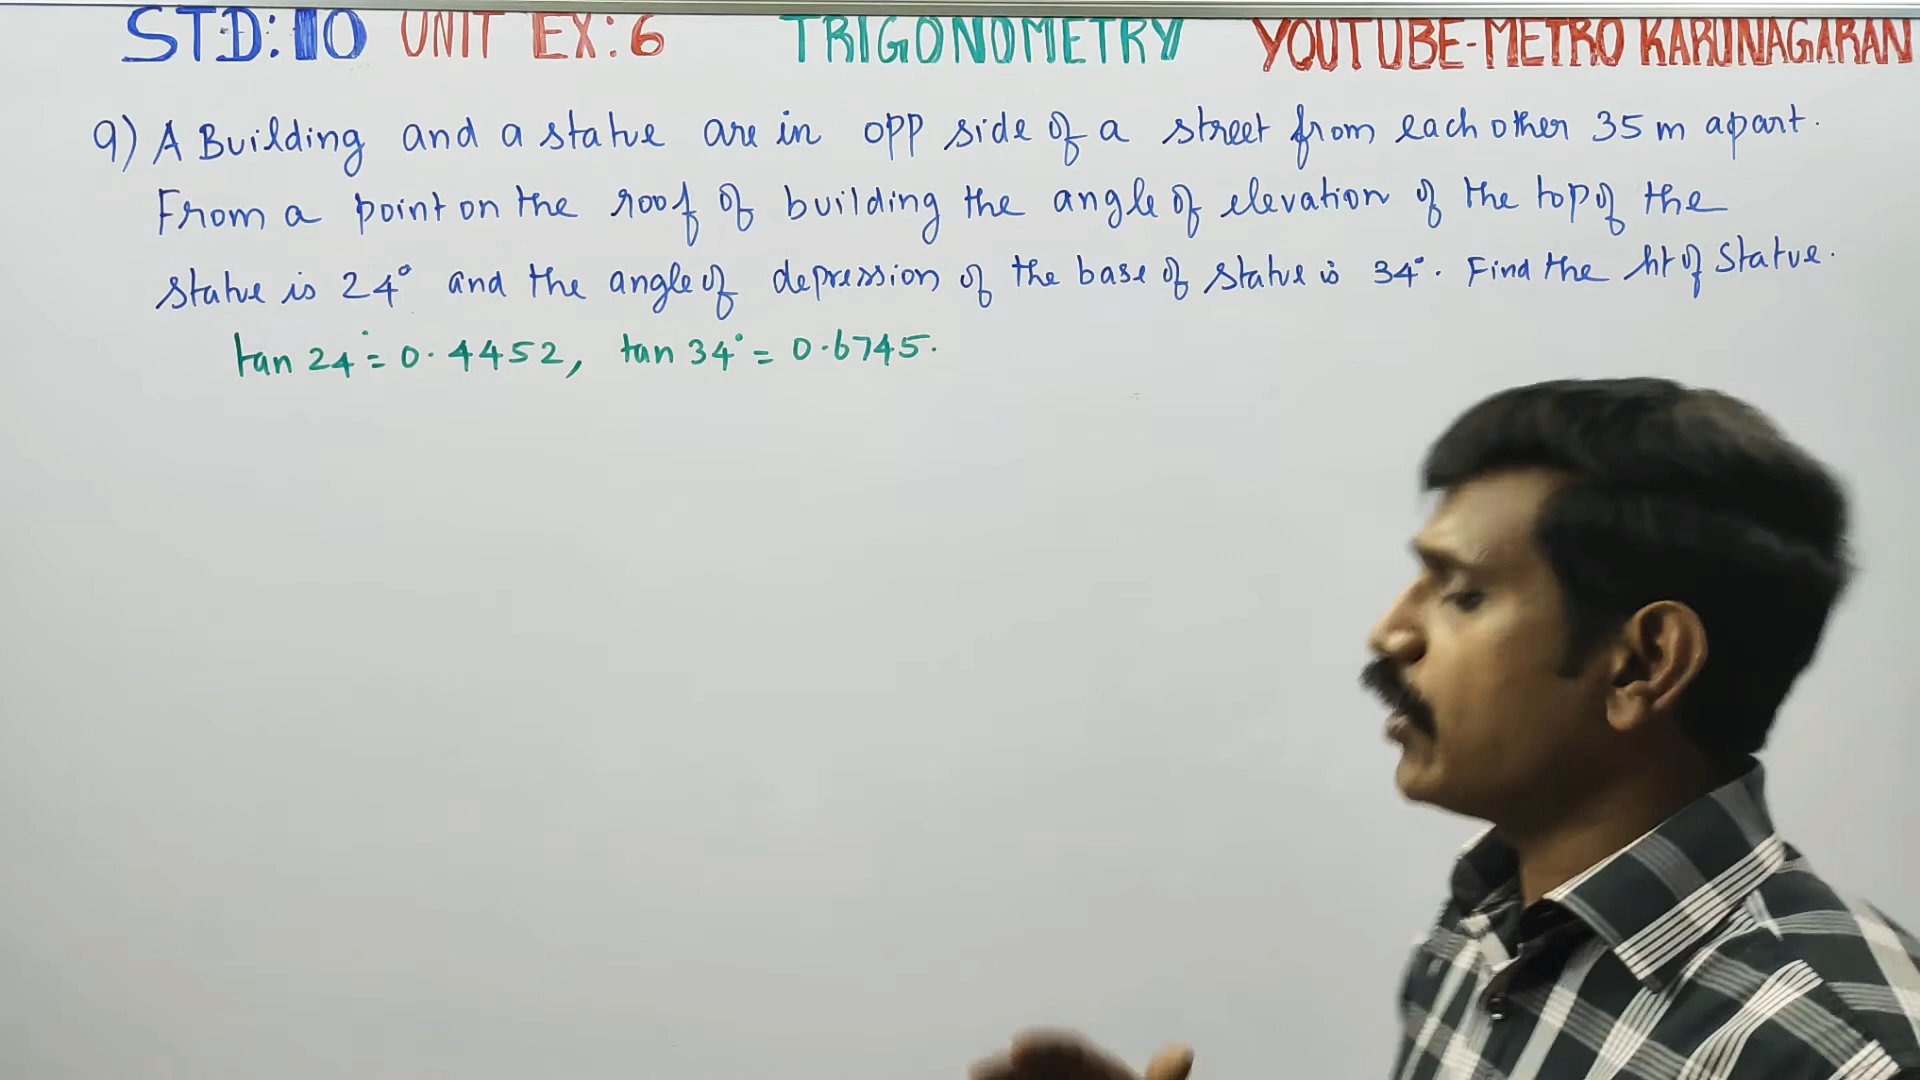 STD: 10 UNIT EX: 6 TRIGONOMETRY YOUTUBE-METRO KARUNAGARAN
9) A Building and a statue are in opp side of a street from each other 35 m apart.
From a point on the roof of building the angle of elevation of the top of the
statue is 24° and the angle of depression of the base of statue is 34°. Find the ht of Statue.
tan 24° = 0.4452, tan 34° = 0.6745.